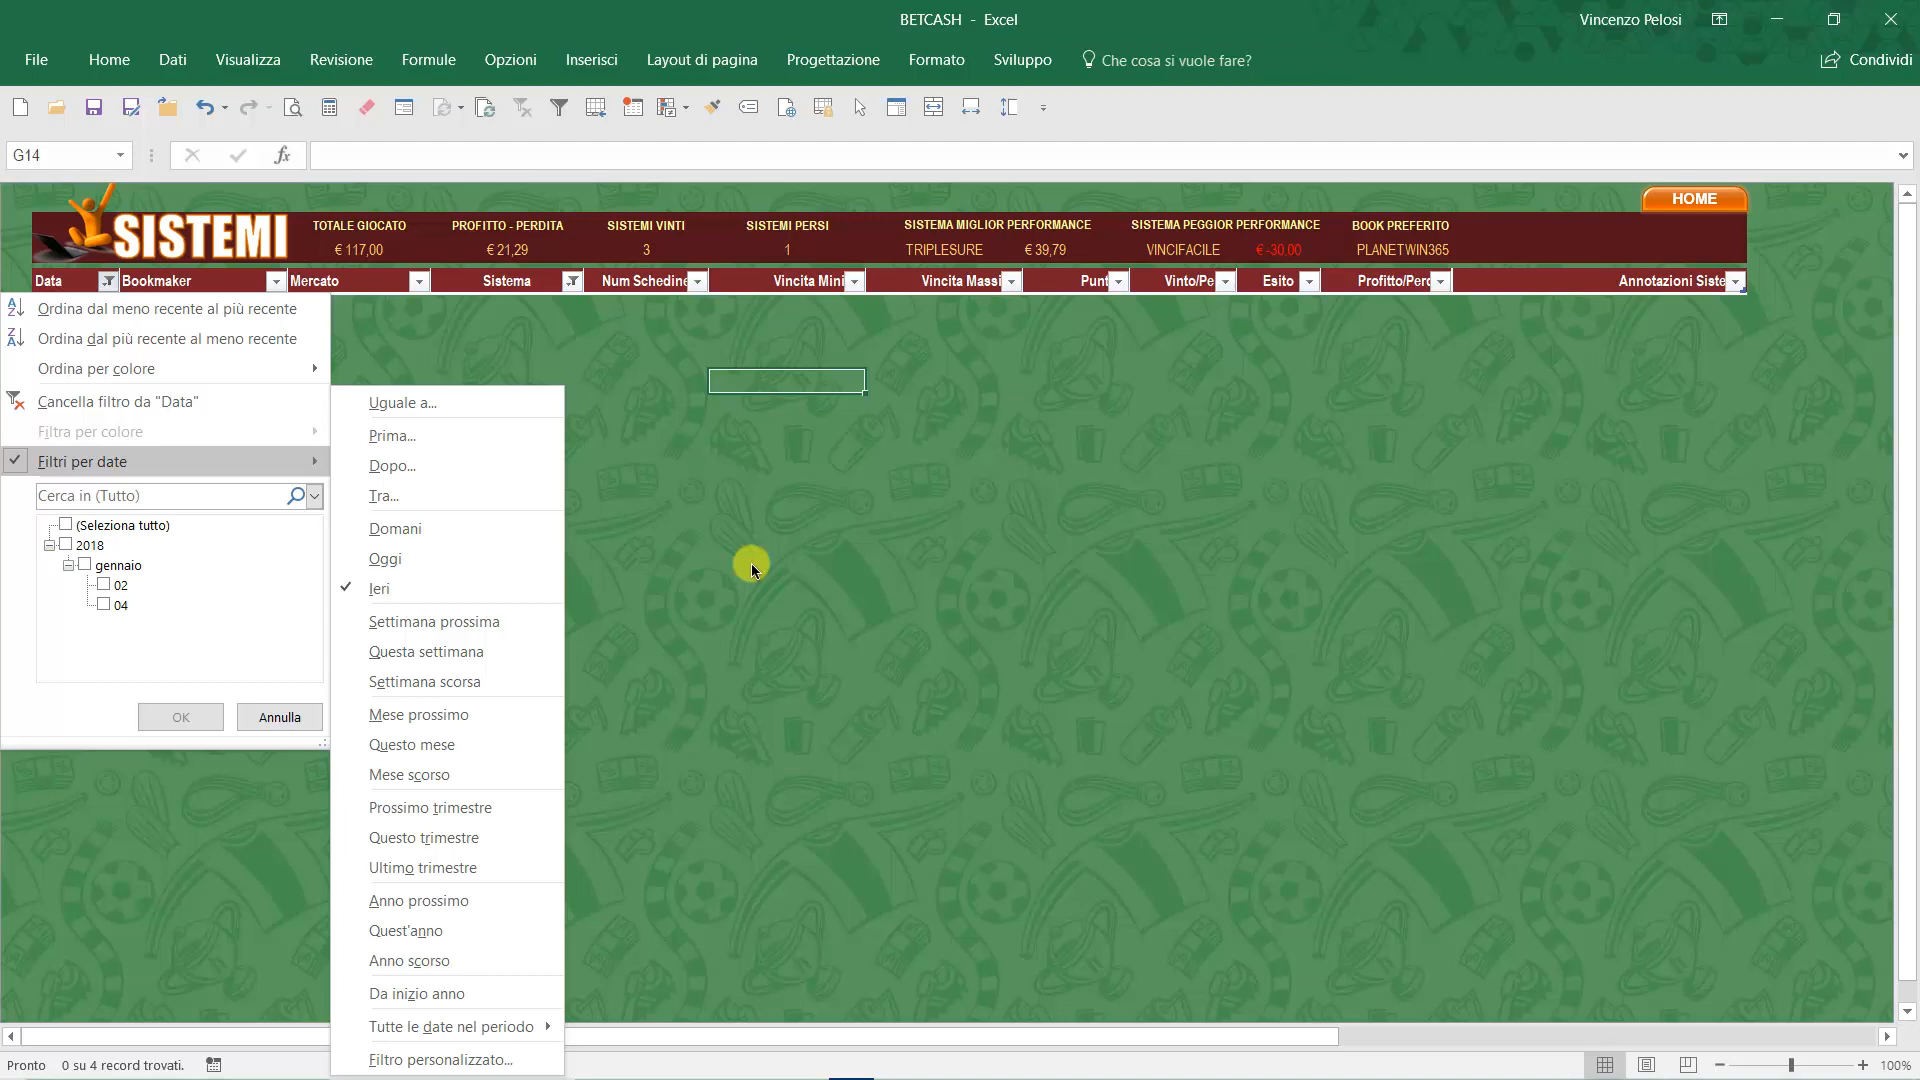 BETCASH - Excel
Vincenzo Pelosi
File Home Dati Visualizza Revisione Formule Opzioni Inserisci Layout di pagina Progettazione Formato Sviluppo Che cosa si vuole fare? Condividi
G14
fx
SISTEMI
HOME
TOTALE GIOCATO PROFITTO - PERDITA SISTEMI VINTI SISTEMI PERSI SISTEMA MIGLIOR PERFORMANCE SISTEMA PEGGIOR PERFORMANCE BOOK PREFERITO
€ 117,00 € 21,29 3 1 TRIPLESURE € 39,79 VINCIFACILE € -30,00 PLANETWIN365
Data Bookmaker Mercato Sistema Num Schedine Vincita Mini Vincita Massi Punt Vinto/Pe Esito Profitto/Perd Annotazioni Siste
Ordina dal meno recente al più recente
Ordina dal più recente al meno recente
Ordina per colore
Cancella filtro da "Data"
Filtra per colore
Filtri per date
Cerca in (Tutto)
(Seleziona tutto)
2018
gennaio
02
04
OK Annulla
Uguale a...
Prima...
Dopo...
Tra...
Domani
Oggi
Ieri
Settimana prossima
Questa settimana
Settimana scorsa
Mese prossimo
Questo mese
Mese scorso
Prossimo trimestre
Questo trimestre
Ultimo trimestre
Anno prossimo
Quest'anno
Anno scorso
Da inizio anno
Tutte le date nel periodo
Filtro personalizzato...
Pronto 0 su 4 record trovati.
100%